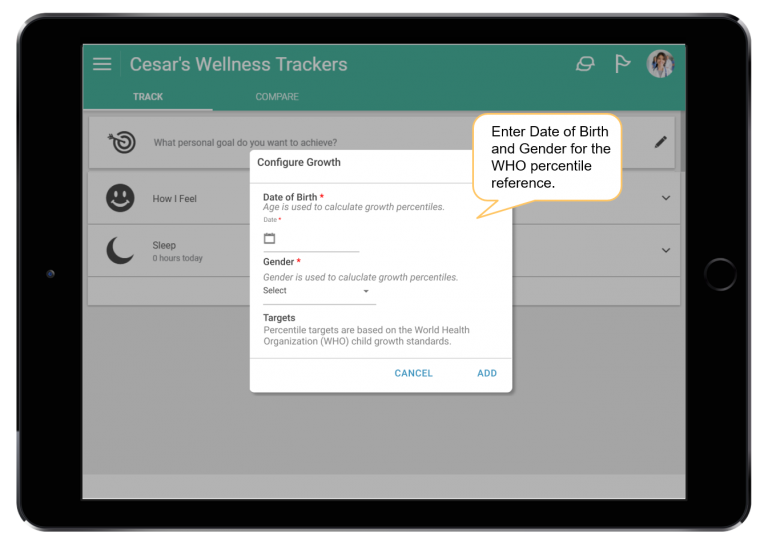 Cesar's Wellness Trackers
TRACK
COMPARE
What personal goal do you want to achieve?
Enter Date of Birth
and Gender for the
WHO percentile
reference.
Configure Growth
How I Feel
Date of Birth *
Age is used to calculate growth percentiles.
Date *
Sleep
0 hours today
Gender *
Gender is used to caluclate growth percentiles.
Select
Targets
Percentile targets are based on the World Health
Organization (WHO) child growth standards.
CANCEL
ADD